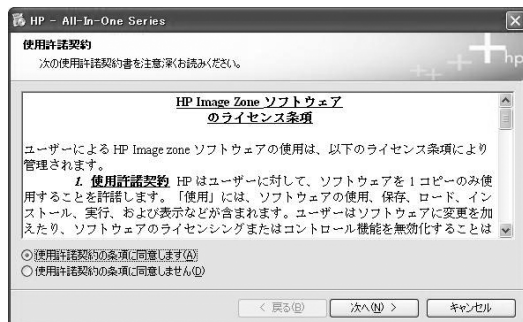 HP - All-In-One Series
使用許諾契約
次の使用許諾契約書を注意深くお読みください。
hp
HP Image Zone ソフトウェア
のライセンス条項
ユーザーによる HP Image zone ソフトウェアの使用は、以下のライセンス条項により
管理されます。
1. 使用許諾契約 HP はユーザーに対して、ソフトウェアを 1 コピーのみ使
用することを許諾します。「使用」には、ソフトウェアの使用、保存、ロード、イン
ストール、実行、および表示などが含まれます。ユーザーはソフトウェアに変更を加
えたり、ソフトウェアのライセンシングまたはコントロール機能を無効化することは
使用許諾契約の条項に同意します(A)
使用許諾契約の条項に同意しません(D)
< 戻る(B) 次へ(N) > キャンセル